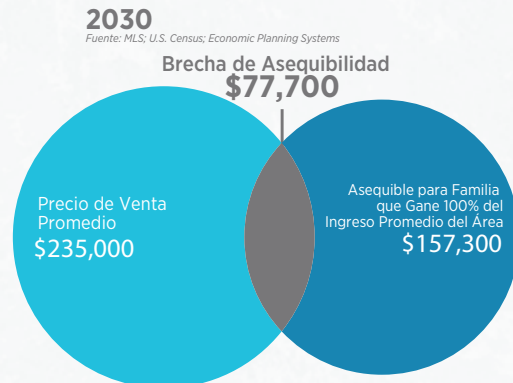 2030
Fuente: MLS; U.S. Census; Economic Planning Systems
Brecha de Asequibilidad
$77,700
Precio de Venta
Promedio
$235,000
Asequible para Familia
que Gane 100% del
Ingreso Promedio del Área
$157,300